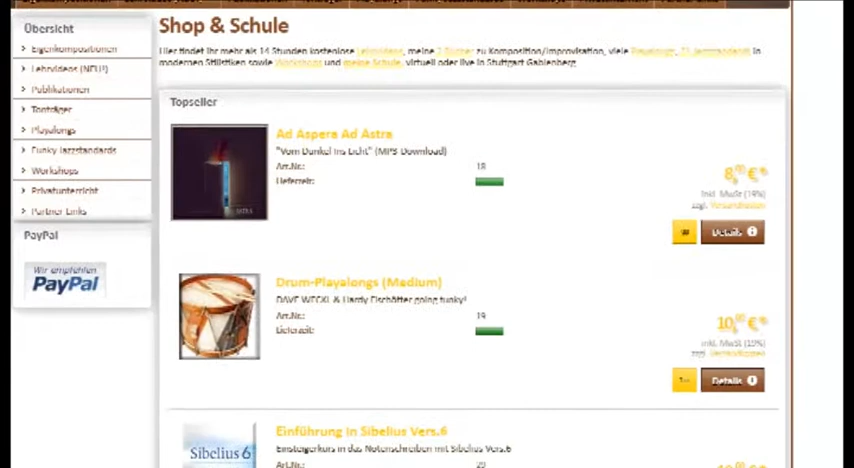 Übersicht
Eigenkompositionen
Lehrvideos (NEU!)
Publikationen
Tonträger
Playalongs
Funky Jazzstandards
Workshops
Privatunterricht
Partner Links
PayPal
Wir empfehlen
PayPal
Shop & Schule
Hier findet ihr mehr als 14 Stunden kostenlose Lehrvideos, meine Bücher zu Komposition/Improvisation, viele Playalongs, Jazzstandards in
modernen Stilistiken sowie Workshops und meine Schule, virtuell oder live in Stuttgart Gablenberg
Topseller
Ad Aspera Ad Astra
"Vom Dunkel ins Licht" (MP3 Download)
Art.Nr.: 18
Lieferzeit:
8,00 €*
inkl. MwSt (19%)
zzgl. Versandkosten
Details
Drum-Playalongs (Medium)
DAVE WECKL & Hardy Fischötter going funky!
Art.Nr.: 19
Lieferzeit:
10,00 €*
inkl. MwSt (19%)
zzgl. Versandkosten
Details
Sibelius 6
Einführung in Sibelius Vers.6
Einsteigerkurs in das Notenschreiben mit Sibelius Vers.6
Art.Nr.: 29